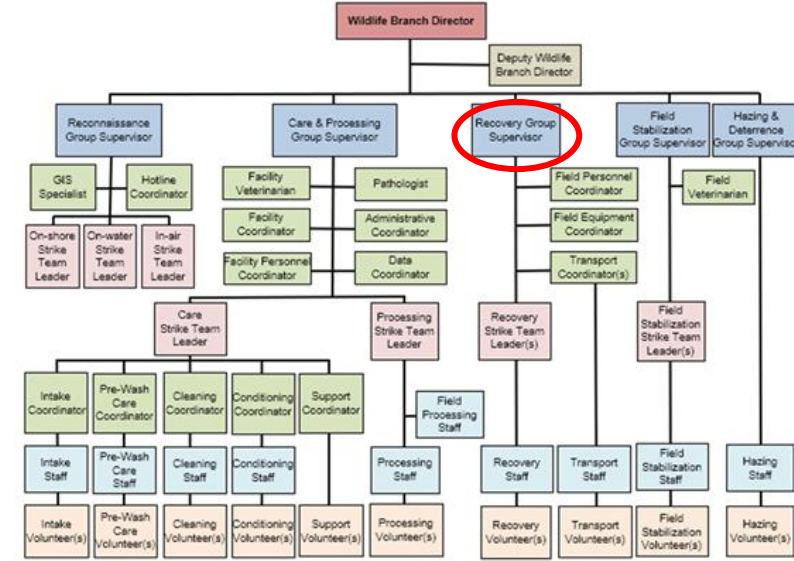 Wildlife Branch Director
Deputy Wildlife
Branch Director
Reconnaissance
Group Supervisor
Care & Processing
Group Supervisor
Recovery Group
Supervisor
Field
Stabilization
Group Supervisor
Hazing &
Deterrence
Group Superviso
GIS
Specialist
Hotline
Coordinator
On-shore
Strike
Team
Leader
On-water
Strike
Team
Leader
In-air
Strike
Team
Leader
Facility
Veterinarian
Pathologist
Facility
Coordinator
Administrative
Coordinator
Facility Personnel
Coordinator
Data
Coordinator
Field Personnel
Coordinator
Field Equipment
Coordinator
Transport
Coordinator(s)
Field
Veterinarian
Care
Strike Team
Leader
Processing
Strike Team
Leader
Recovery
Strike Team
Leader(s)
Field
Stabilization
Strike Team
Leader(s)
Intake
Coordinator
Pre-Wash
Care
Coordinator
Cleaning
Coordinator
Conditioning
Coordinator
Support
Coordinator
Field
Processing
Staff
Intake
Staff
Pre-Wash
Care
Staff
Cleaning
Staff
Conditioning
Staff
Processing
Staff
Recovery
Staff
Transport
Staff
Field
Stabilization
Staff
Hazing
Staff
Intake
Volunteer(s)
Pre-Wash
Care
Volunteer(s)
Cleaning
Volunteer(s)
Conditioning
Volunteer(s)
Support
Volunteer(s)
Processing
Volunteer(s)
Recovery
Volunteer(s)
Transport
Volunteer(s)
Field
Stabilization
Volunteer(s)
Hazing
Volunteer(s)